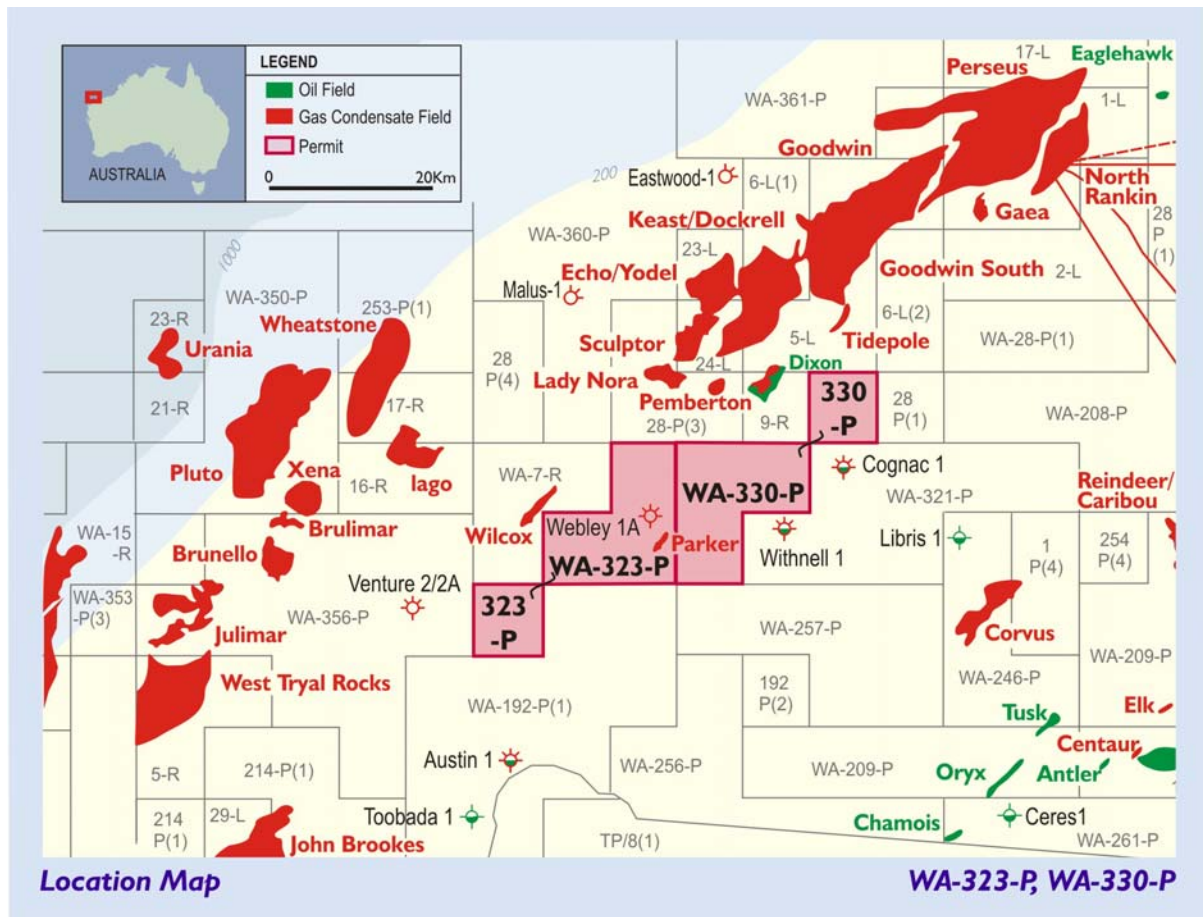 LEGEND
Oil Field
Gas Condensate Field
Permit
0
20Km
AUSTRALIA
17-L
Eaglehawk
Perseus
WA-361-P
1-L
Goodwin
200
Eastwood-1
6-L(1)
North
Rankin
Gaea
Keast/Dockrell
28
P
(1)
WA-360-P
1000
23-L
Echo/Yodel
Goodwin South
2-L
WA-350-P
Malus-1
253-P(1)
23-R
Wheatstone
6-L(2)
Urania
Sculptor
5-L
Tidepole
WA-28-P(1)
28
P(4)
24-L
Dixon
Lady Nora
21-R
17-R
Pemberton
330
-P
28
P(1)
WA-208-P
28-P(3)
9-R
Pluto
Xena
Iago
WA-7-R
Cognac 1
16-R
WA-330-P
WA-321-P
Reindeer/
Caribou
Brulimar
Wilcox
Webley 1A
WA-15
-R
Parker
Withnell 1
Libris 1
1
P(4)
254
P(4)
Brunello
WA-323-P
Venture 2/2A
WA-353
-P(3)
323
-P
WA-356-P
Julimar
WA-257-P
Corvus
WA-209-P
West Tryal Rocks
WA-246-P
WA-192-P(1)
192
P(2)
Tusk
Elk
Centaur
Austin 1
5-R
214-P(1)
WA-256-P
WA-209-P
Oryx
Antler
214
P(1)
29-L
Toobada 1
Chamois
Ceres1
John Brookes
TP/8(1)
WA-261-P
Location Map
WA-323-P, WA-330-P